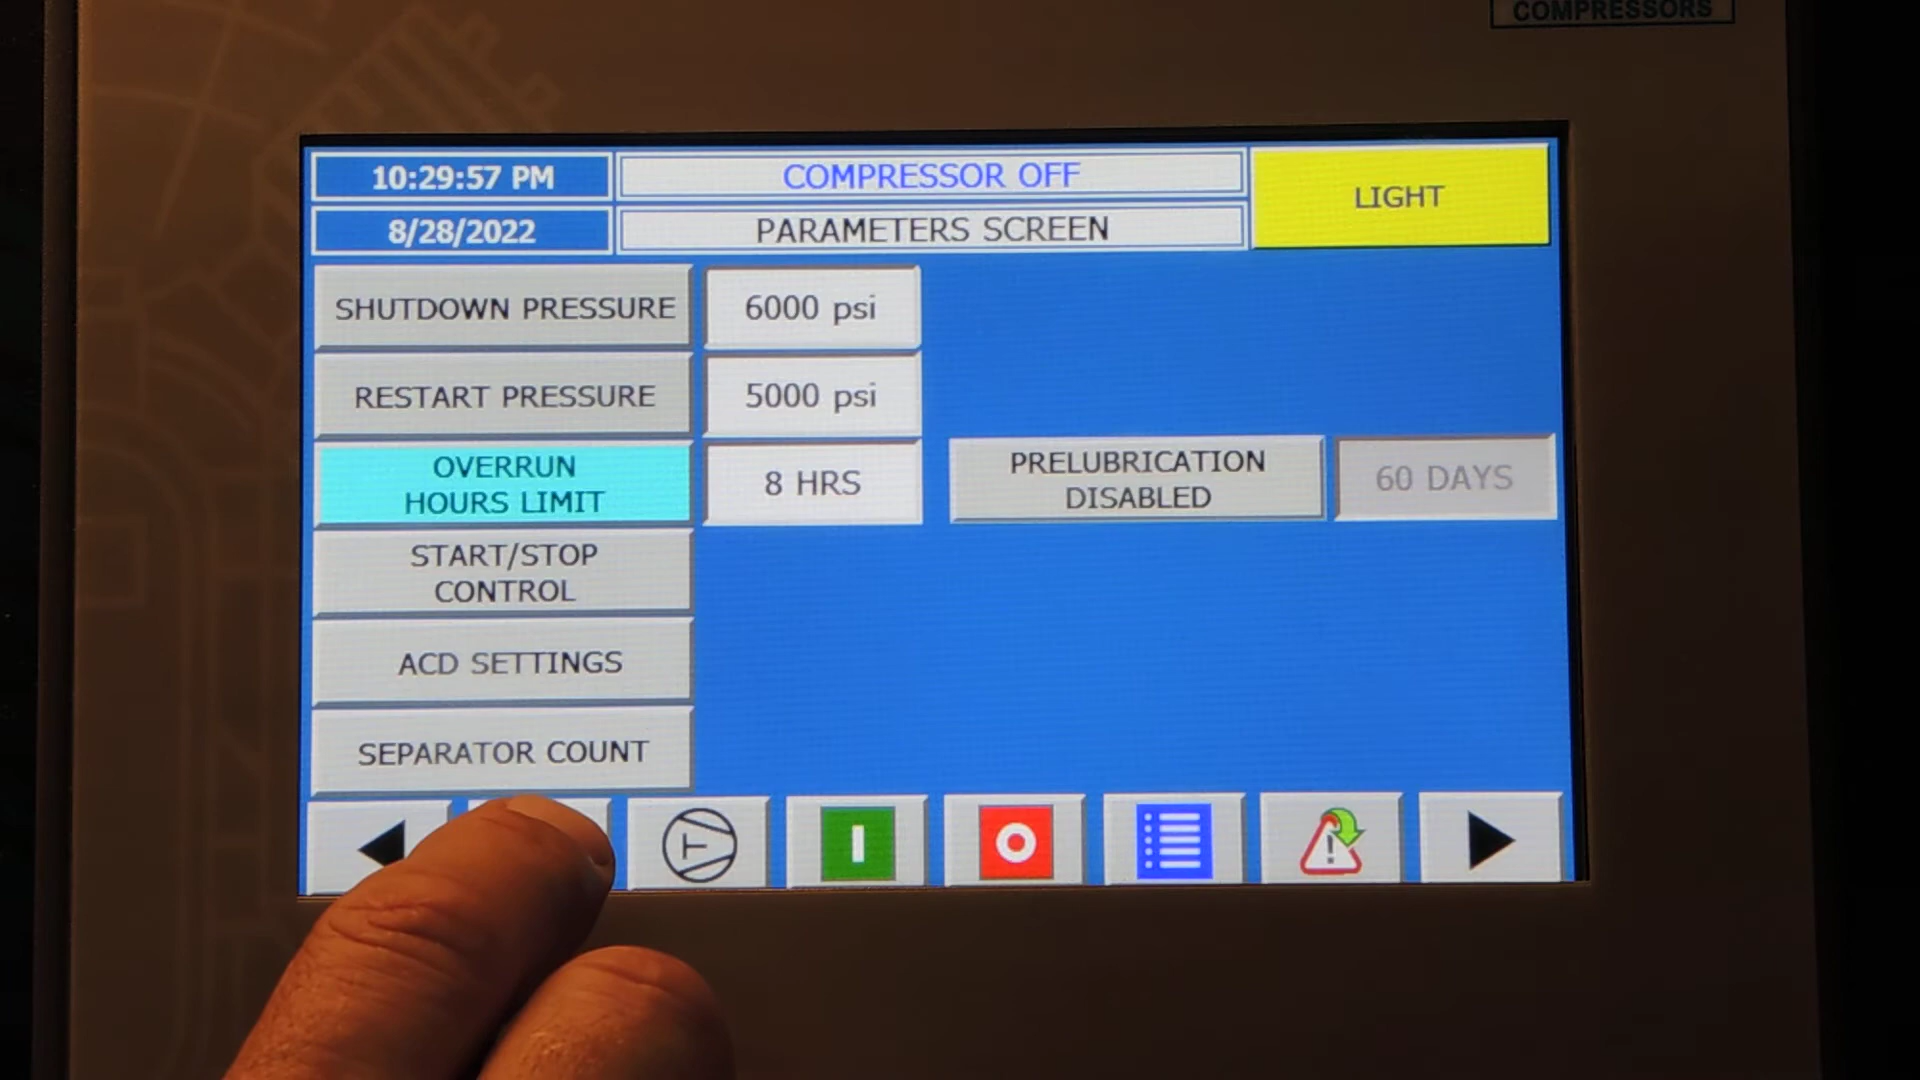 COMPRESSORS
10:29:57 PM
COMPRESSOR OFF
LIGHT
8/28/2022
PARAMETERS SCREEN
SHUTDOWN PRESSURE
6000 psi
RESTART PRESSURE
5000 psi
OVERRUN
HOURS LIMIT
8 HRS
PRELUBRICATION
DISABLED
60 DAYS
START/STOP
CONTROL
ACD SETTINGS
SEPARATOR COUNT